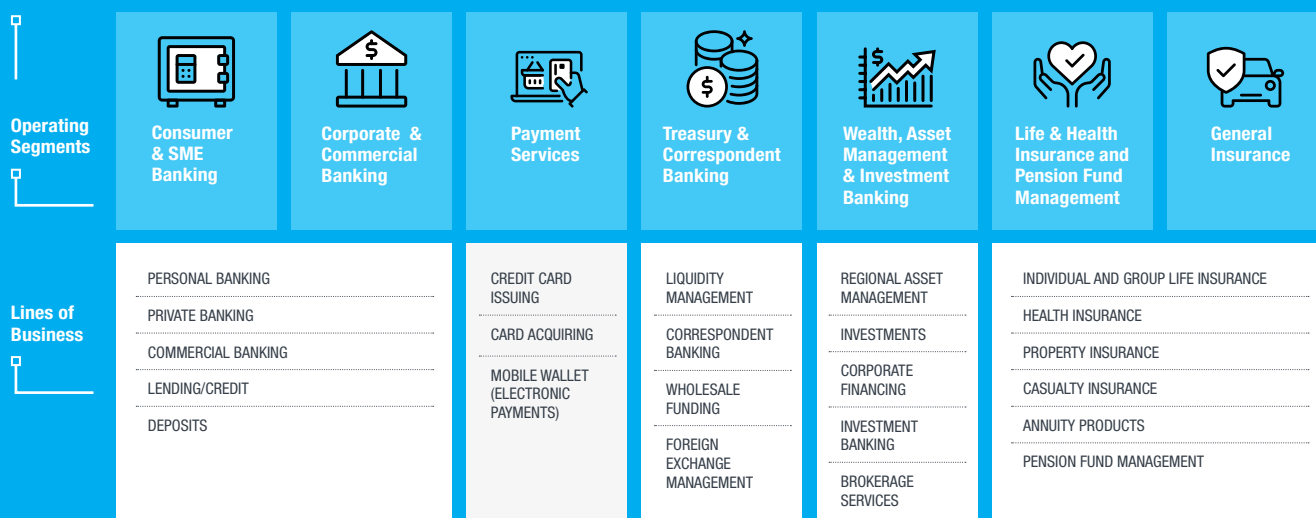 Operating
Segments
Consumer
& SME
Banking
Corporate &
Commercial
Banking
Payment
Services
Treasury &
Correspondent
Banking
Wealth, Asset
Management
& Investment
Banking
Life & Health
Insurance and
Pension Fund
Management
General
Insurance
Lines of
Business
PERSONAL BANKING
PRIVATE BANKING
COMMERCIAL BANKING
LENDING/CREDIT
DEPOSITS
CREDIT CARD
ISSUING
CARD ACQUIRING
MOBILE WALLET
(ELECTRONIC
PAYMENTS)
LIQUIDITY
MANAGEMENT
CORRESPONDENT
BANKING
WHOLESALE
FUNDING
FOREIGN
EXCHANGE
MANAGEMENT
REGIONAL ASSET
MANAGEMENT
INVESTMENTS
CORPORATE
FINANCING
INVESTMENT
BANKING
BROKERAGE
SERVICES
INDIVIDUAL AND GROUP LIFE INSURANCE
HEALTH INSURANCE
PROPERTY INSURANCE
CASUALTY INSURANCE
ANNUITY PRODUCTS
PENSION FUND MANAGEMENT